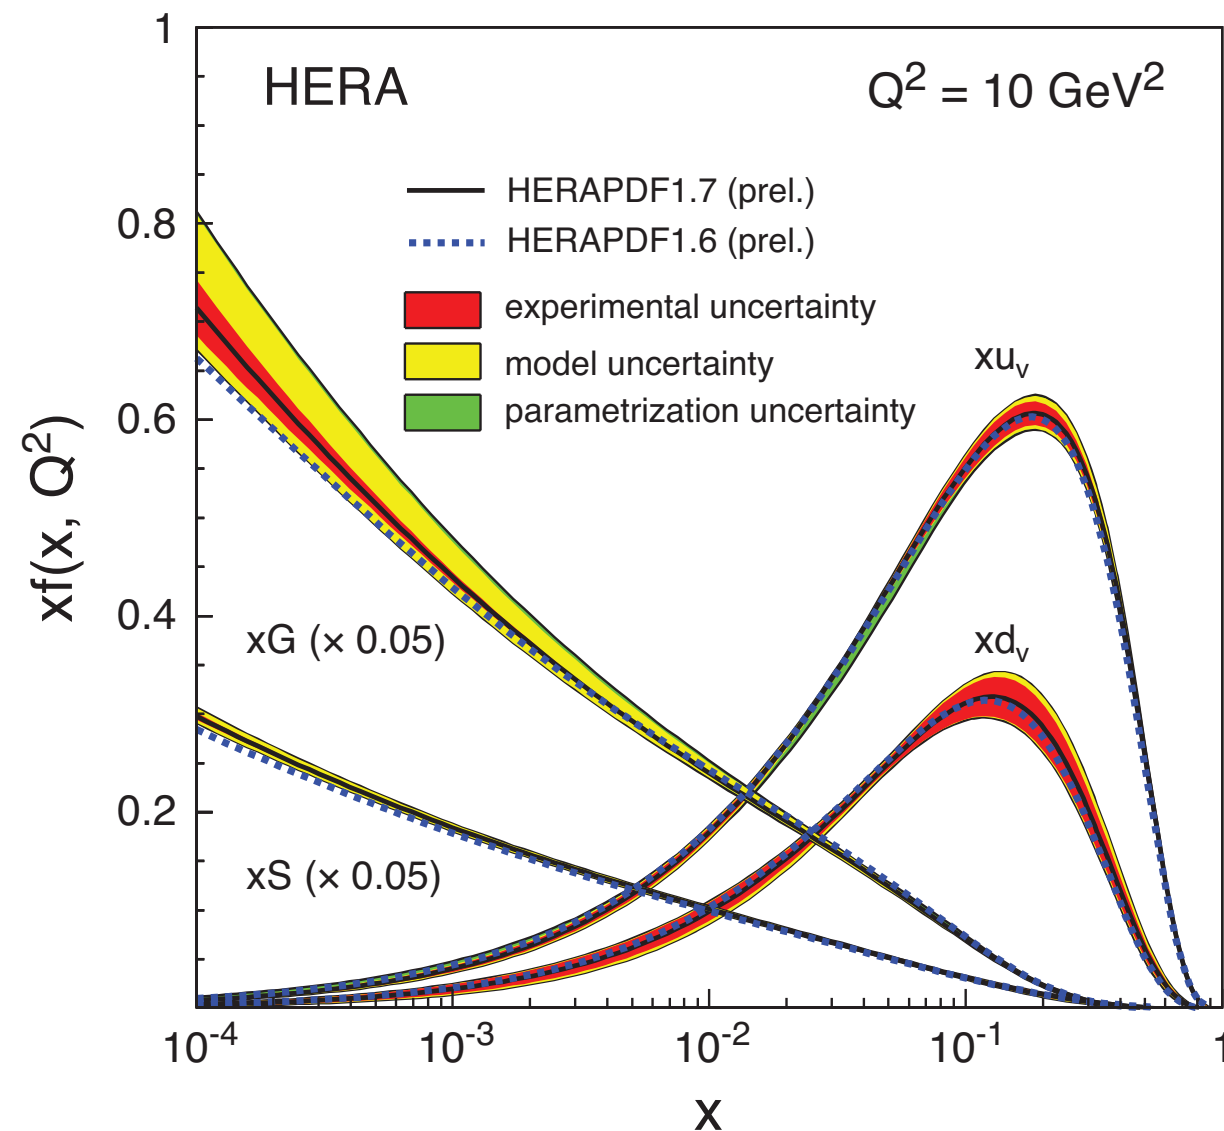 HERA
Q² = 10 GeV²
HERAPDF1.7 (prel.)
HERAPDF1.6 (prel.)
experimental uncertainty
model uncertainty
parametrization uncertainty
xuᵥ
xdᵥ
xG (× 0.05)
xS (× 0.05)
xf(x, Q²)
1
0.8
0.6
0.4
0.2
10⁻⁴
10⁻³
10⁻²
10⁻¹
1
x